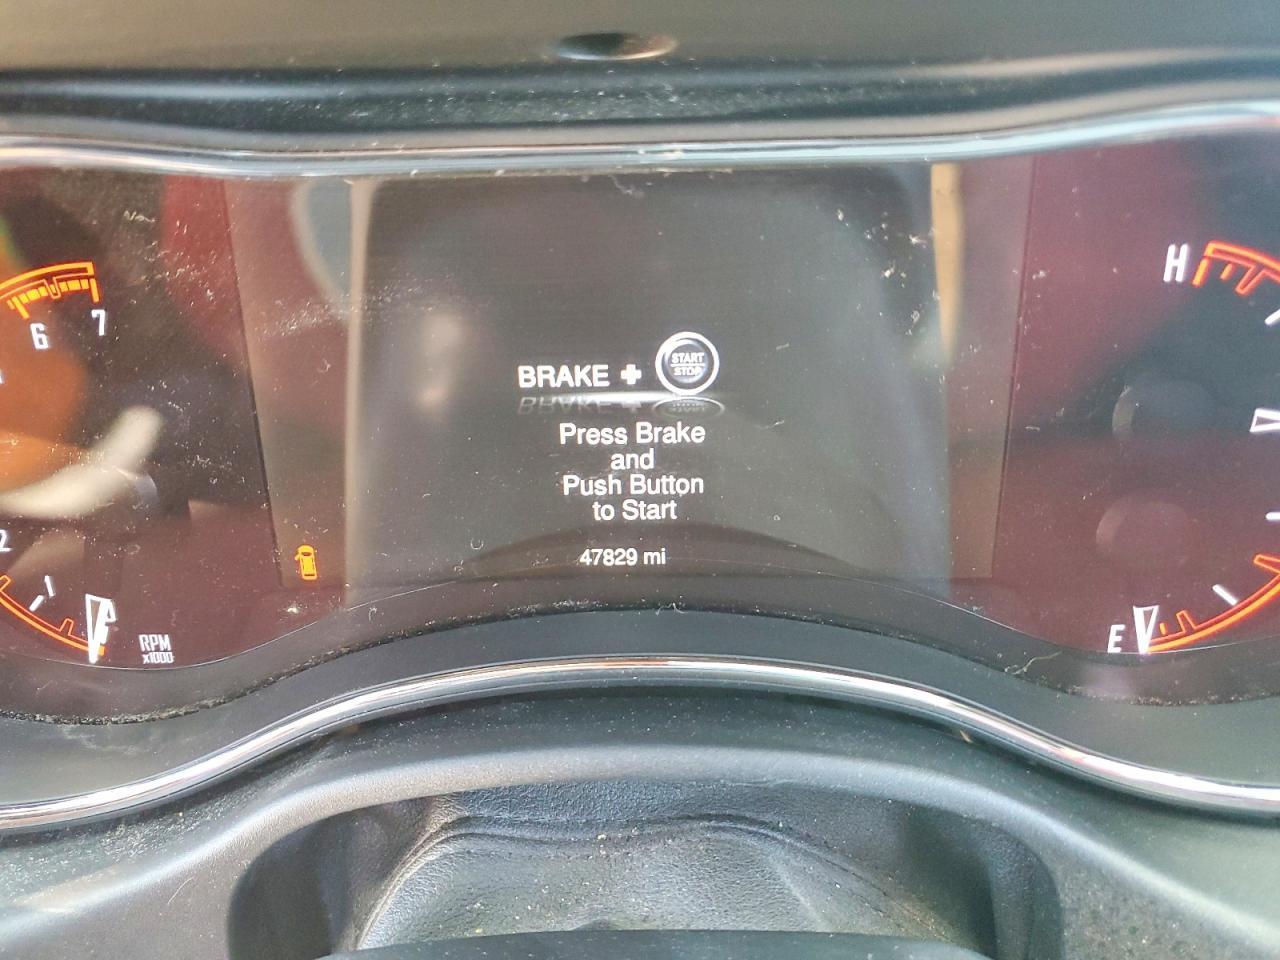 H
6 7
START
STOP
BRAKE +
Press Brake
and
Push Button
to Start
47829 mi
2
1
RPM
x1000
E